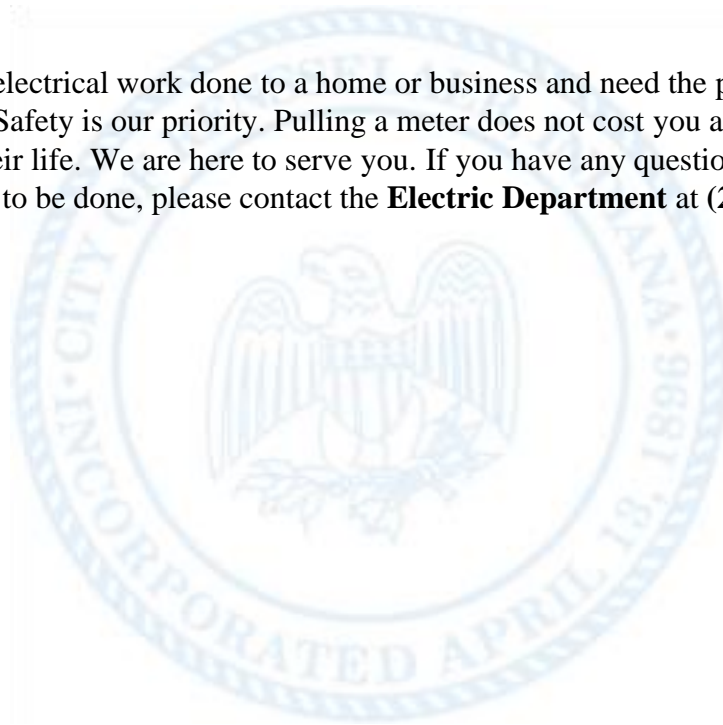 electrical work done to a home or business and need the p
Safety is our priority. Pulling a meter does not cost you a
eir life. We are here to serve you. If you have any questio
to be done, please contact the Electric Department at (2
CITY OF
ANA
INCORPORATED APRIL 13, 1896